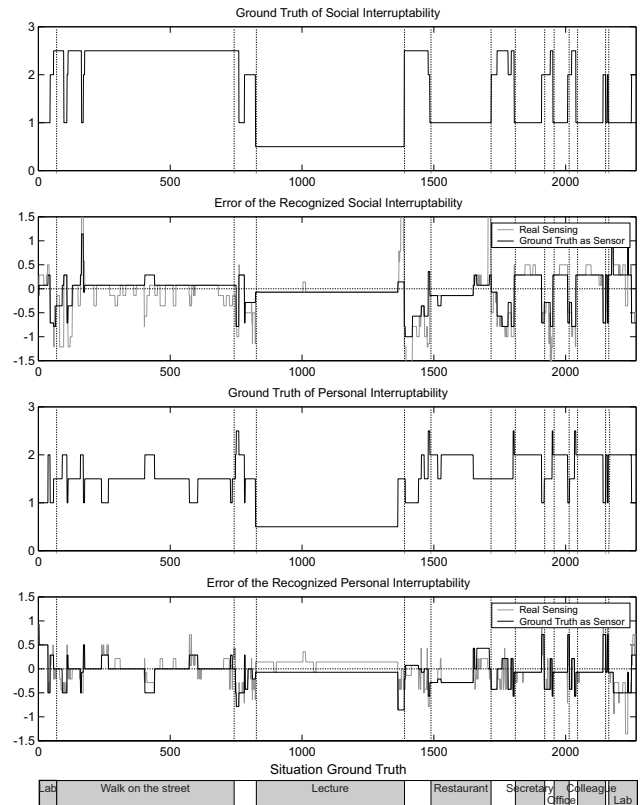 Ground Truth of Social Interruptability
3
2
1
0
0 500 1000 1500 2000
Error of the Recognized Social Interruptability
1.5
1
0.5
0
-0.5
-1
-1.5
Real Sensing
Ground Truth as Sensor
0 500 1000 1500 2000
Ground Truth of Personal Interruptability
3
2
1
0
0 500 1000 1500 2000
Error of the Recognized Personal Interruptability
1.5
1
0.5
0
-0.5
-1
-1.5
Real Sensing
Ground Truth as Sensor
0 500 1000 1500 2000
Situation Ground Truth
Lab Walk on the street Lecture Restaurant Secretary Colleague
Office Lab